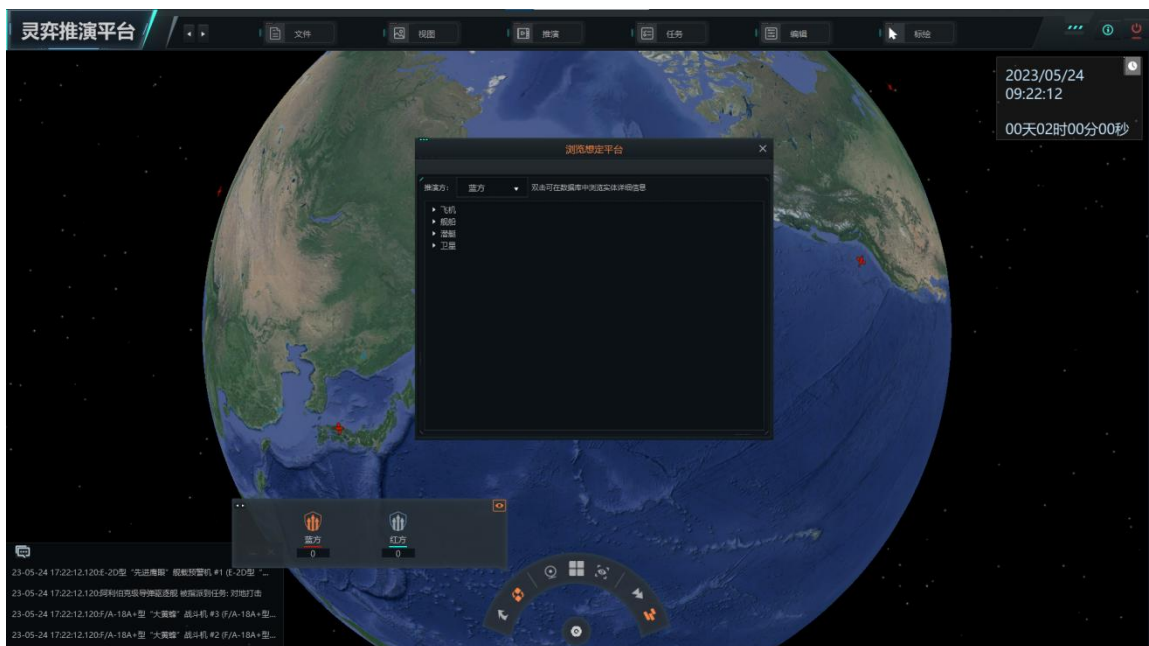 灵弈推演平台
文件
视图
推演
任务
编辑
标绘
2023/05/24
09:22:12
00天02时00分00秒
浏览想定平台
推演方:
蓝方
双击可在数据库中浏览实体详细信息
飞机
舰船
潜艇
卫星
蓝方
红方
0
0
23-05-24 17:22:12.120:E-2D型 “先进鹰眼” 舰载预警机 #1 (E-2D型 “...
23-05-24 17:22:12.120:阿利伯克级导弹驱逐舰 被指派到任务: 对地打击
23-05-24 17:22:12.120:F/A-18A+型 “大黄蜂” 战斗机 #3 (F/A-18A+型...
23-05-24 17:22:12.120:F/A-18A+型 “大黄蜂” 战斗机 #2 (F/A-18A+型...